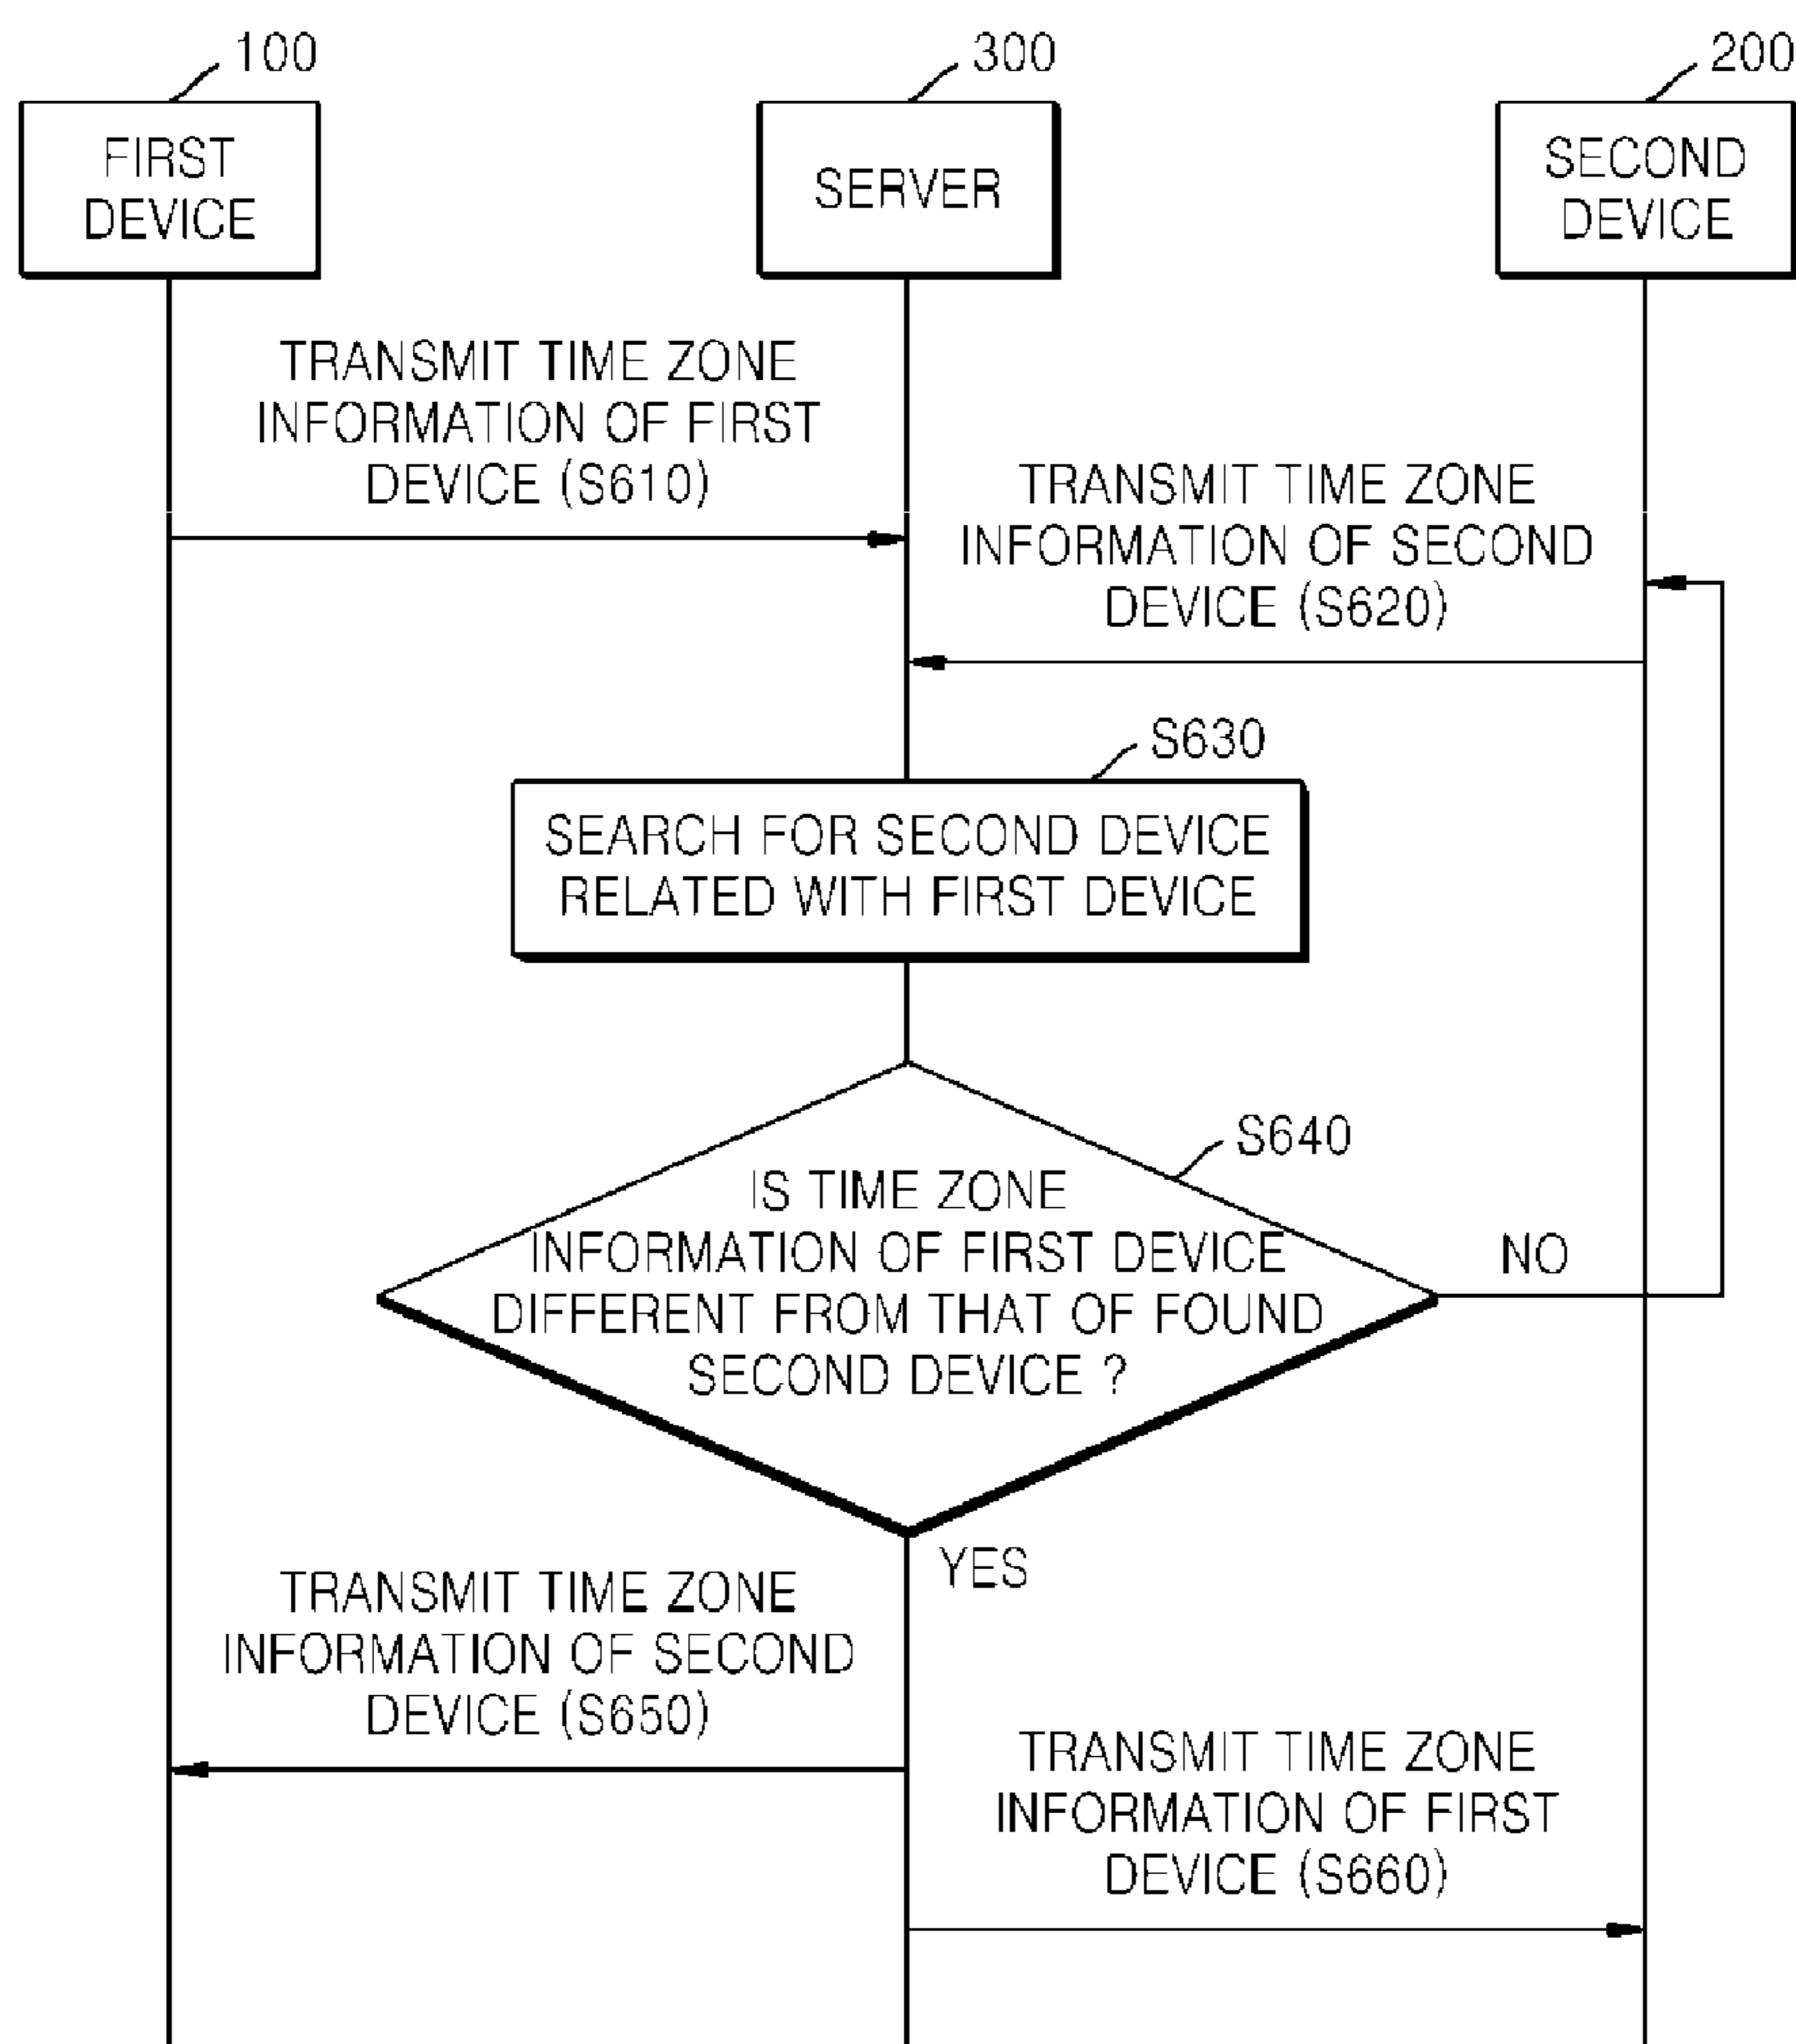 100
300
200
FIRST
DEVICE
SERVER
SECOND
DEVICE
TRANSMIT TIME ZONE
INFORMATION OF FIRST
DEVICE (S610)
TRANSMIT TIME ZONE
INFORMATION OF SECOND
DEVICE (S620)
S630
SEARCH FOR SECOND DEVICE
RELATED WITH FIRST DEVICE
S640
IS TIME ZONE
INFORMATION OF FIRST DEVICE
DIFFERENT FROM THAT OF FOUND
SECOND DEVICE ?
NO
YES
TRANSMIT TIME ZONE
INFORMATION OF SECOND
DEVICE (S650)
TRANSMIT TIME ZONE
INFORMATION OF FIRST
DEVICE (S660)